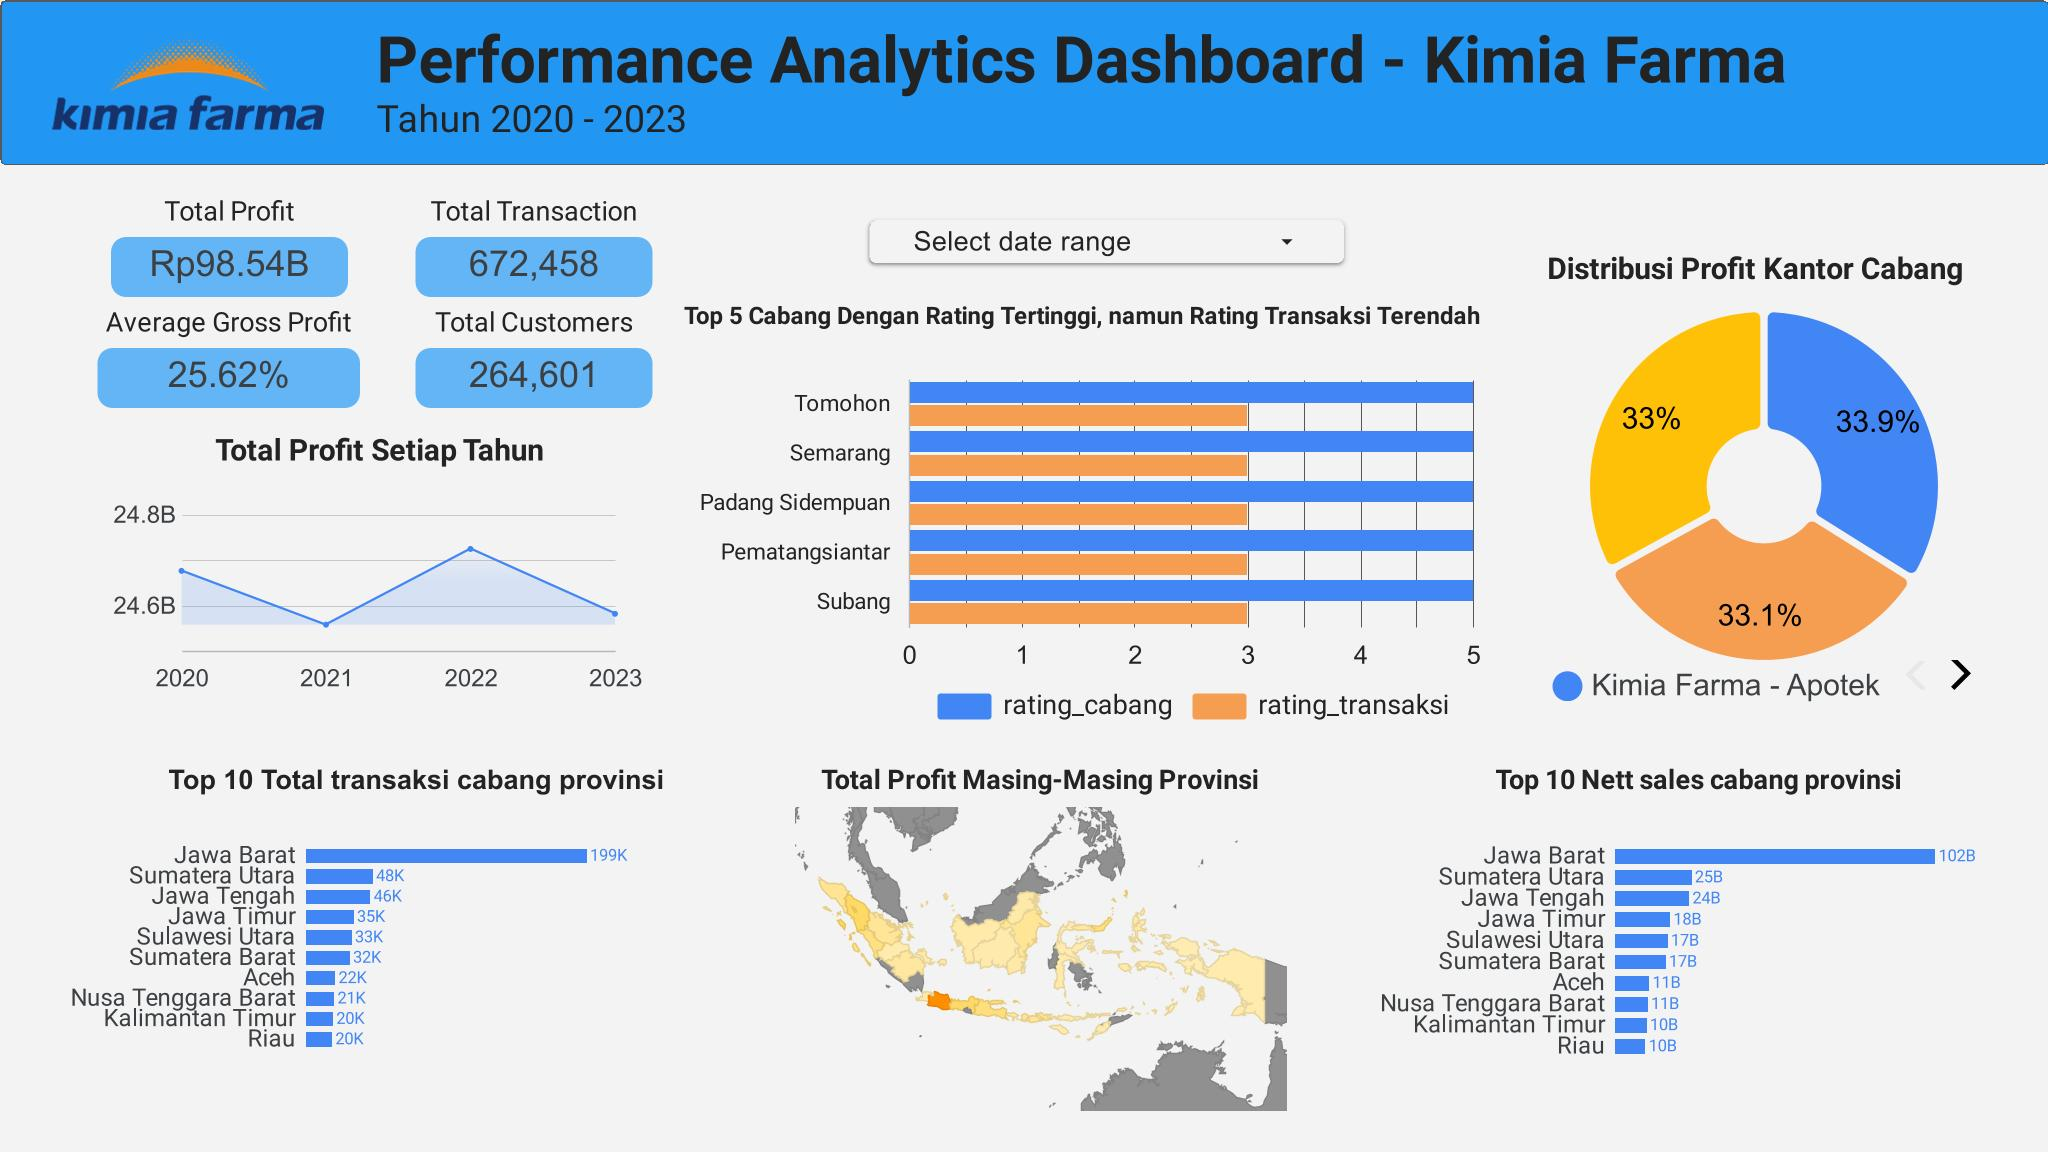 kimia farma
Performance Analytics Dashboard - Kimia Farma
Tahun 2020 - 2023
Total Profit
Rp98.54B
Total Transaction
672,458
Average Gross Profit
25.62%
Total Customers
264,601
Total Profit Setiap Tahun
24.8B
24.6B
2020 2021 2022 2023
Select date range
Top 5 Cabang Dengan Rating Tertinggi, namun Rating Transaksi Terendah
Tomohon
Semarang
Padang Sidempuan
Pematangsiantar
Subang
0 1 2 3 4 5
rating_cabang rating_transaksi
Distribusi Profit Kantor Cabang
33% 33.9%
33.1%
Kimia Farma - Apotek
Top 10 Total transaksi cabang provinsi
Jawa Barat 199K
Sumatera Utara 48K
Jawa Tengah 46K
Jawa Timur 35K
Sulawesi Utara 33K
Sumatera Barat 32K
Aceh 22K
Nusa Tenggara Barat 21K
Kalimantan Timur 20K
Riau 20K
Total Profit Masing-Masing Provinsi
Top 10 Nett sales cabang provinsi
Jawa Barat 102B
Sumatera Utara 25B
Jawa Tengah 24B
Jawa Timur 18B
Sulawesi Utara 17B
Sumatera Barat 17B
Aceh 11B
Nusa Tenggara Barat 11B
Kalimantan Timur 10B
Riau 10B